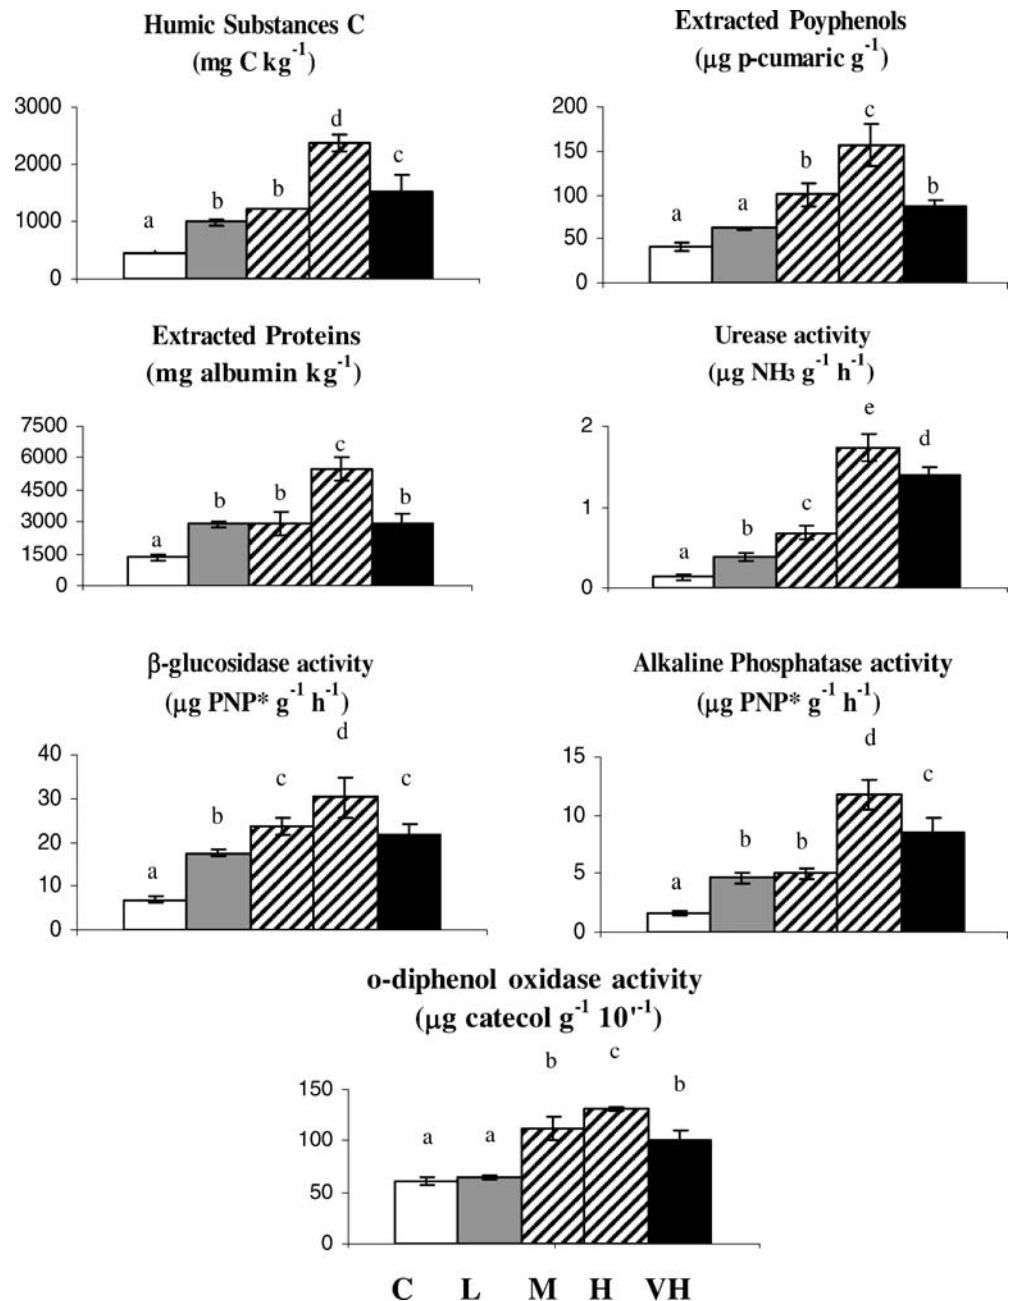 Humic Substances C
(mg C kg⁻¹)
3000
2000
1000
0
a
b
b
d
c
Extracted Poyphenols
(µg p-cumaric g⁻¹)
200
150
100
50
0
a
a
b
c
b
Extracted Proteins
(mg albumin kg⁻¹)
7500
6000
4500
3000
1500
0
a
b
b
c
b
Urease activity
(µg NH₃ g⁻¹ h⁻¹)
2
1
0
a
b
c
e
d
β-glucosidase activity
(µg PNP* g⁻¹ h⁻¹)
40
30
20
10
0
a
b
c
d
c
Alkaline Phosphatase activity
(µg PNP* g⁻¹ h⁻¹)
15
10
5
0
a
b
b
d
c
o-diphenol oxidase activity
(µg catecol g⁻¹ 10'⁻¹)
150
100
50
0
a
a
b
c
b
C L M H VH